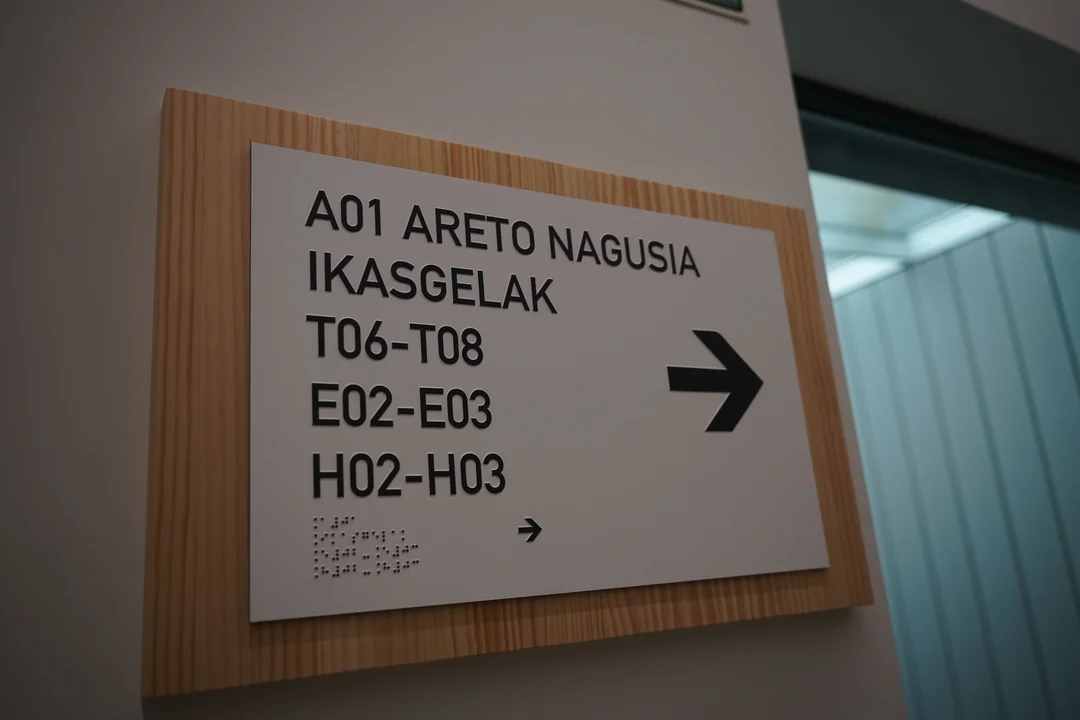 A01 ARETO NAGUSIA
IKASGELAK
T06-T08
E02-E03
H02-H03